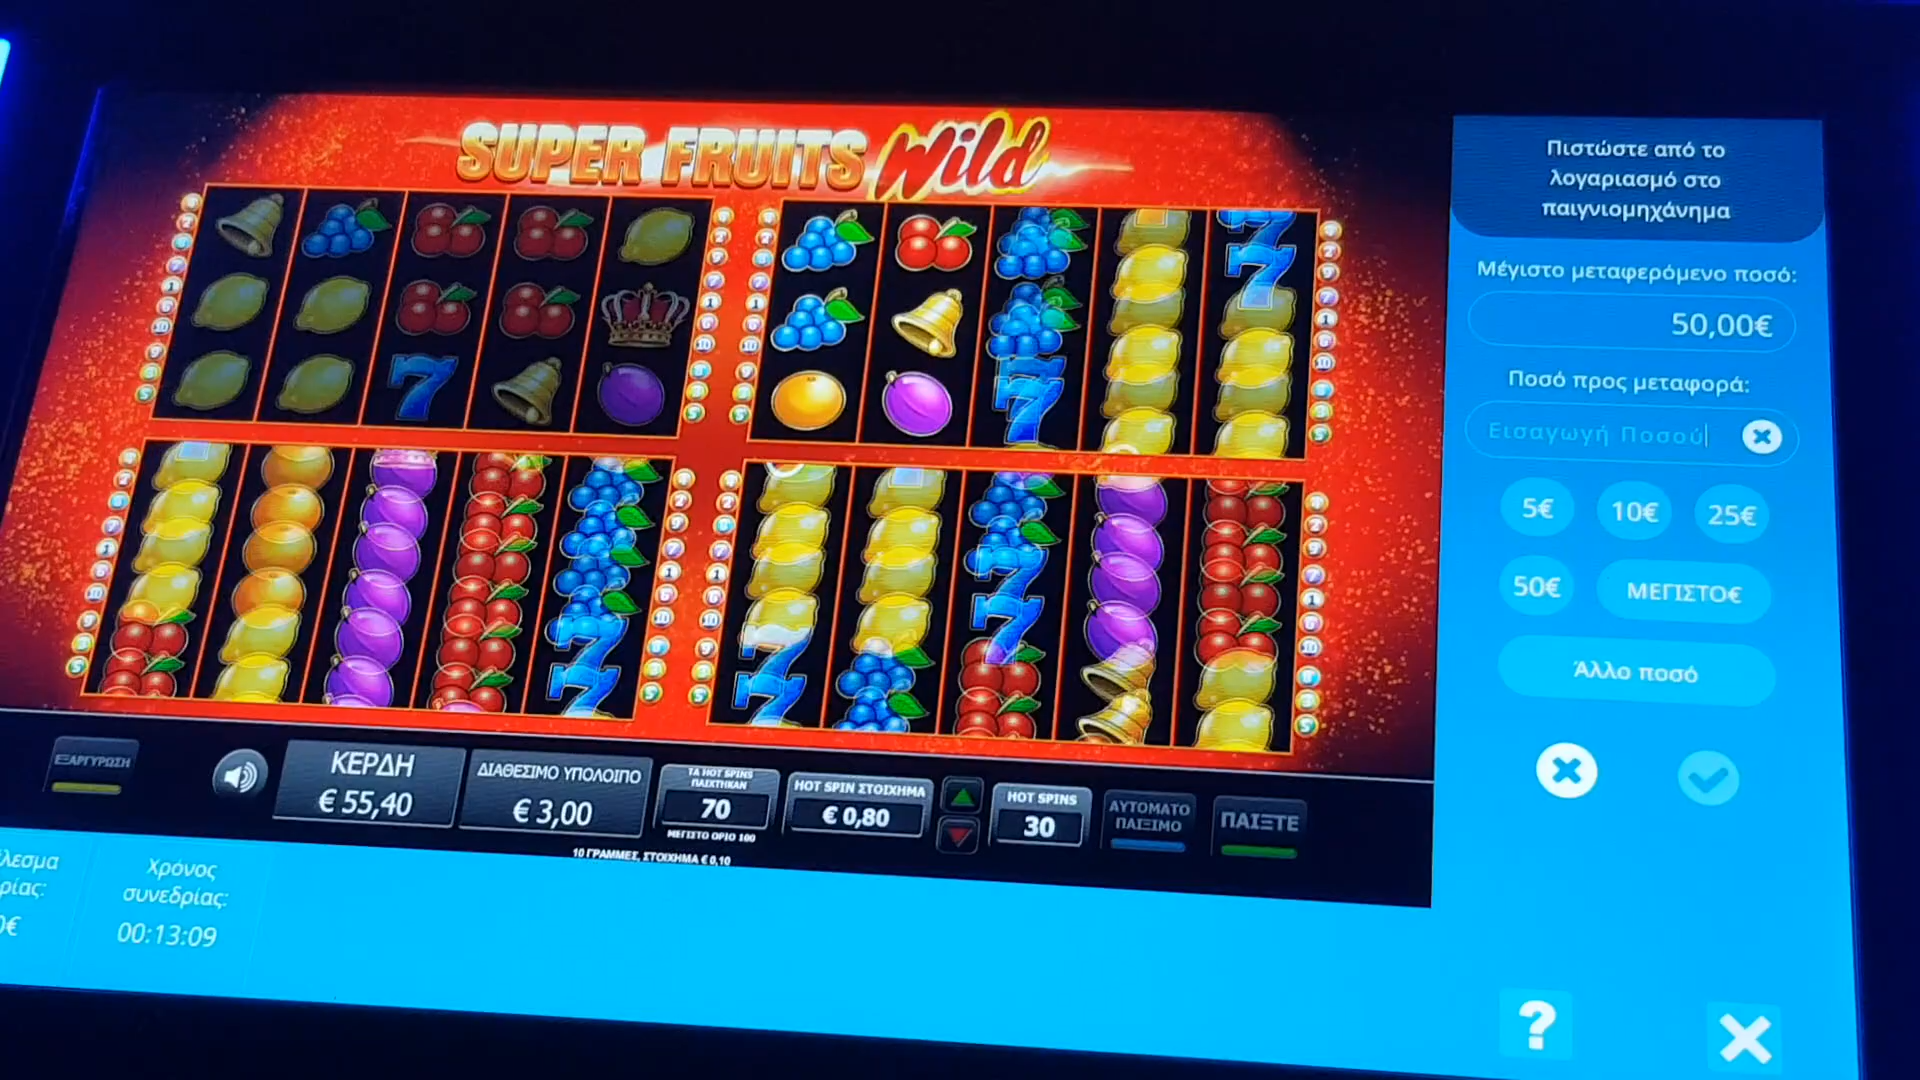 SUPER FRUITS Wild
Πιστώστε από το
λογαριασμό στο
παιγνιομηχάνημα
Μέγιστο μεταφερόμενο ποσό:
50,00€
Ποσό προς μεταφορά:
Εισαγωγή Ποσού
5€ 10€ 25€
50€ ΜΕΓΙΣΤΟ€
Άλλο ποσό
ΕΞΑΡΓΥΡΩΣΗ
ΚΕΡΔΗ
€ 55,40
ΔΙΑΘΕΣΙΜΟ ΥΠΟΛΟΙΠΟ
€ 3,00
ΤΑ HOT SPINS
ΠΑΙΧΤΗΚΑΝ
70
ΜΕΓΙΣΤΟ ΟΡΙΟ 100
HOT SPIN ΣΤΟΙΧΗΜΑ
€ 0,80
HOT SPINS
30
ΑΥΤΟΜΑΤΟ
ΠΑΙΞΙΜΟ
ΠΑΙΞΤΕ
10 ΓΡΑΜΜΕΣ, ΣΤΟΙΧΗΜΑ € 0,10
λεσμα
ρίας:
0€
Χρόνος
συνεδρίας:
00:13:09
?